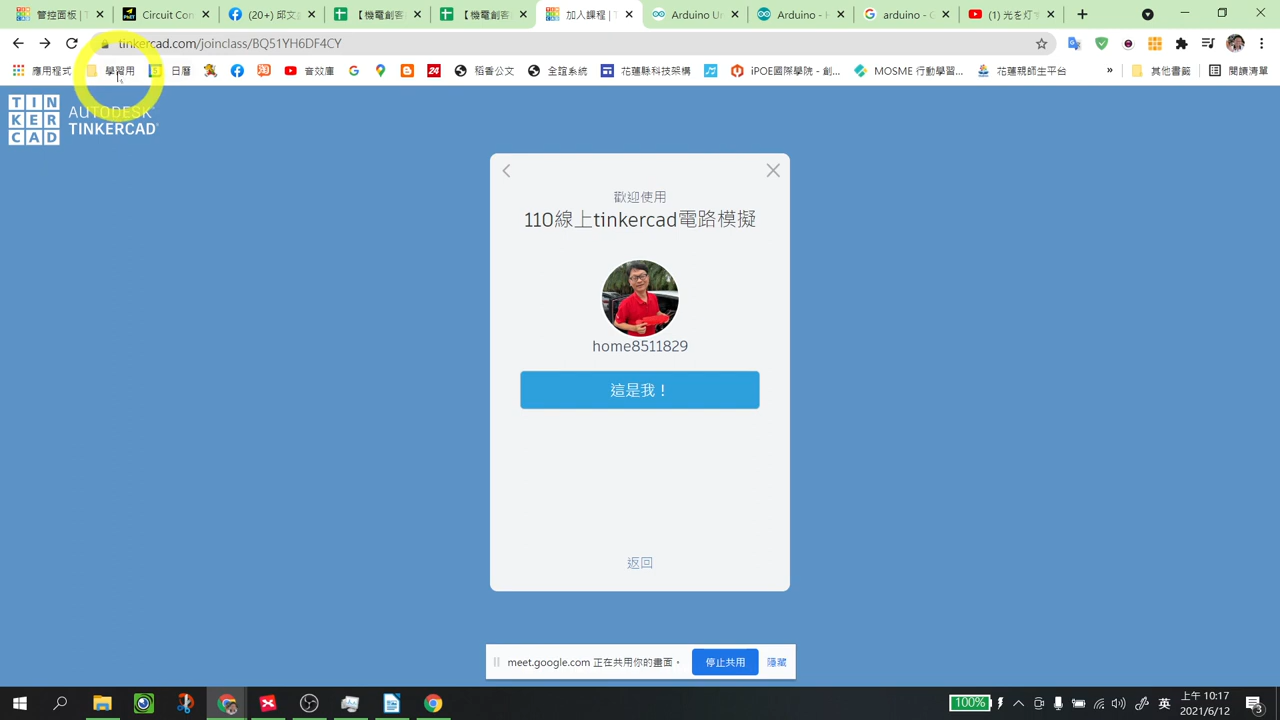 管控面板 | T
Circuit Con
(20+) 邱文
【機電創客
【機電創客
加入課程 | T
Arduino Un
Arduino - A
arduino - G
(1) 光を灯
tinkercad.com/joinclass/BQ51YH6DF4CY
應用程式
學習用
日曆
音效庫
24
稻香公文
全誼系統
花蓮縣科技架構
iPOE國際學院 - 創...
MOSME 行動學習...
花蓮親師生平台
»
其他書籤
閱讀清單
TIN
KER
CAD
AUTODESK
TINKERCAD
歡迎使用
110線上tinkercad電路模擬
home8511829
這是我！
返回
meet.google.com 正在共用你的畫面。
停止共用
隱藏
100%
英
上午 10:17
2021/6/12
3